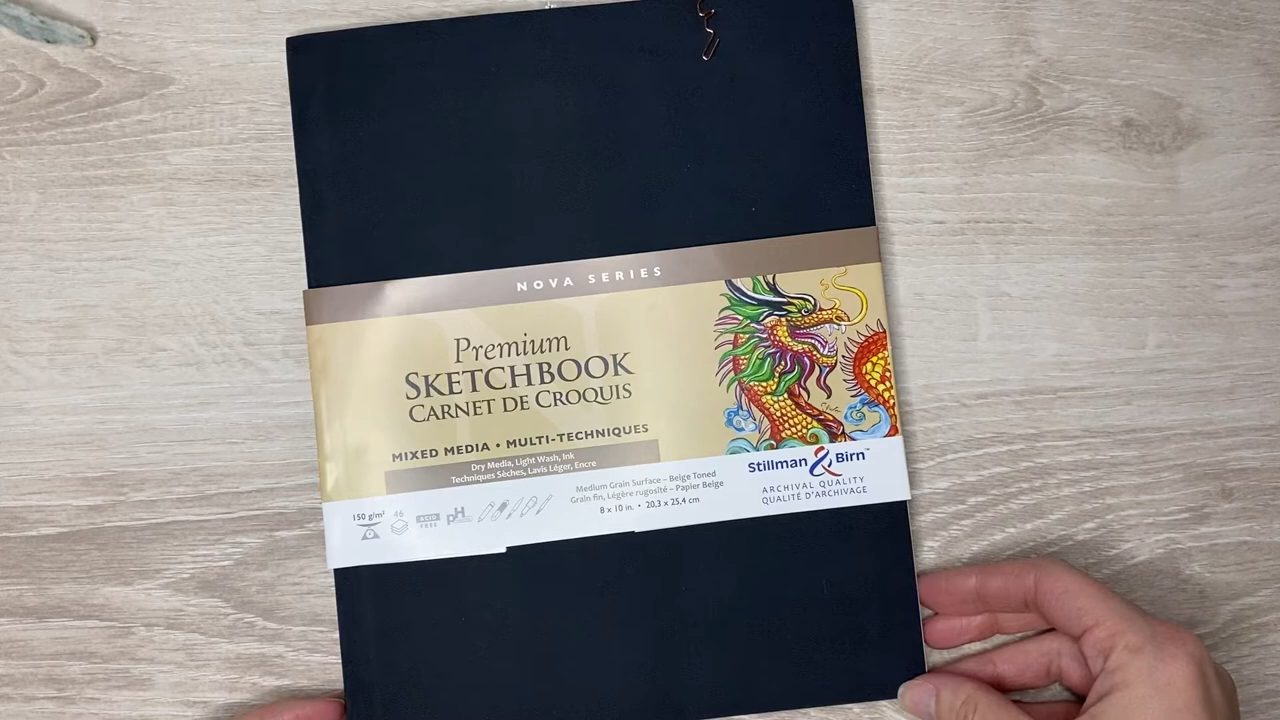 NOVA SERIES
Premium
SKETCHBOOK
CARNET DE CROQUIS
MIXED MEDIA • MULTI-TECHNIQUES
Dry Media, Light Wash, Ink
Techniques Sèches, Lavis Léger, Encre
Medium Grain Surface – Beige Toned
Grain fin, Légère rugosité – Papier Beige
8 x 10 in. • 20,3 x 25,4 cm
150 g/m²
46
ACID
FREE
pH
Stillman & Birn™
ARCHIVAL QUALITY
QUALITÉ D'ARCHIVAGE